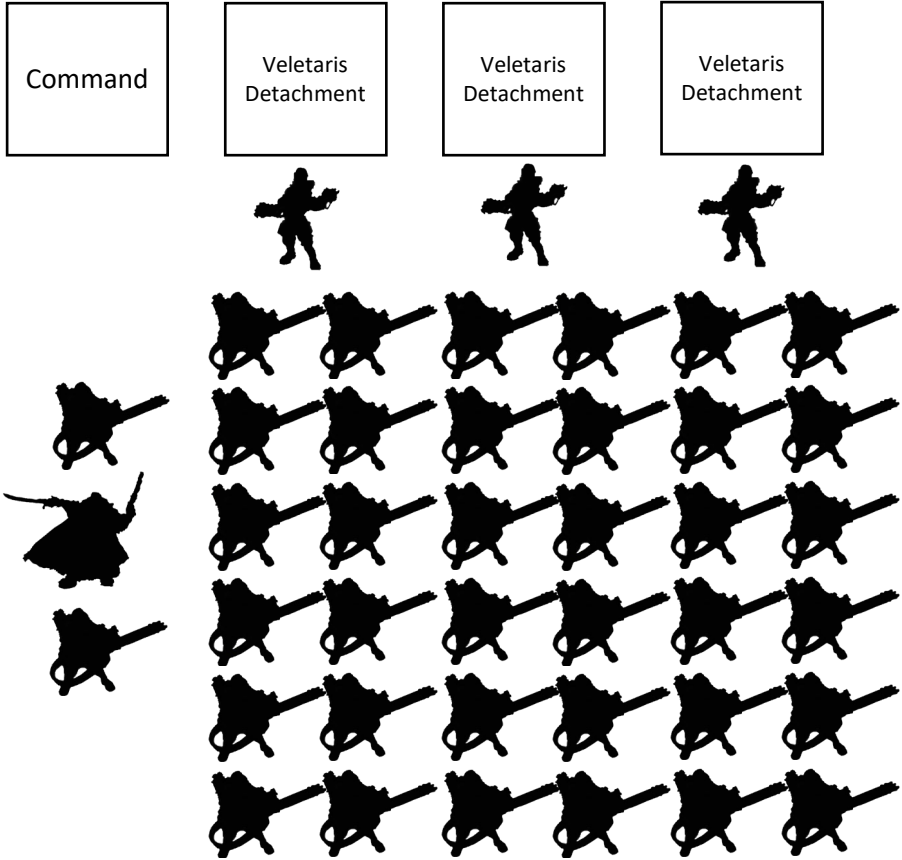 Command
Veletaris
Detachment
Veletaris
Detachment
Veletaris
Detachment